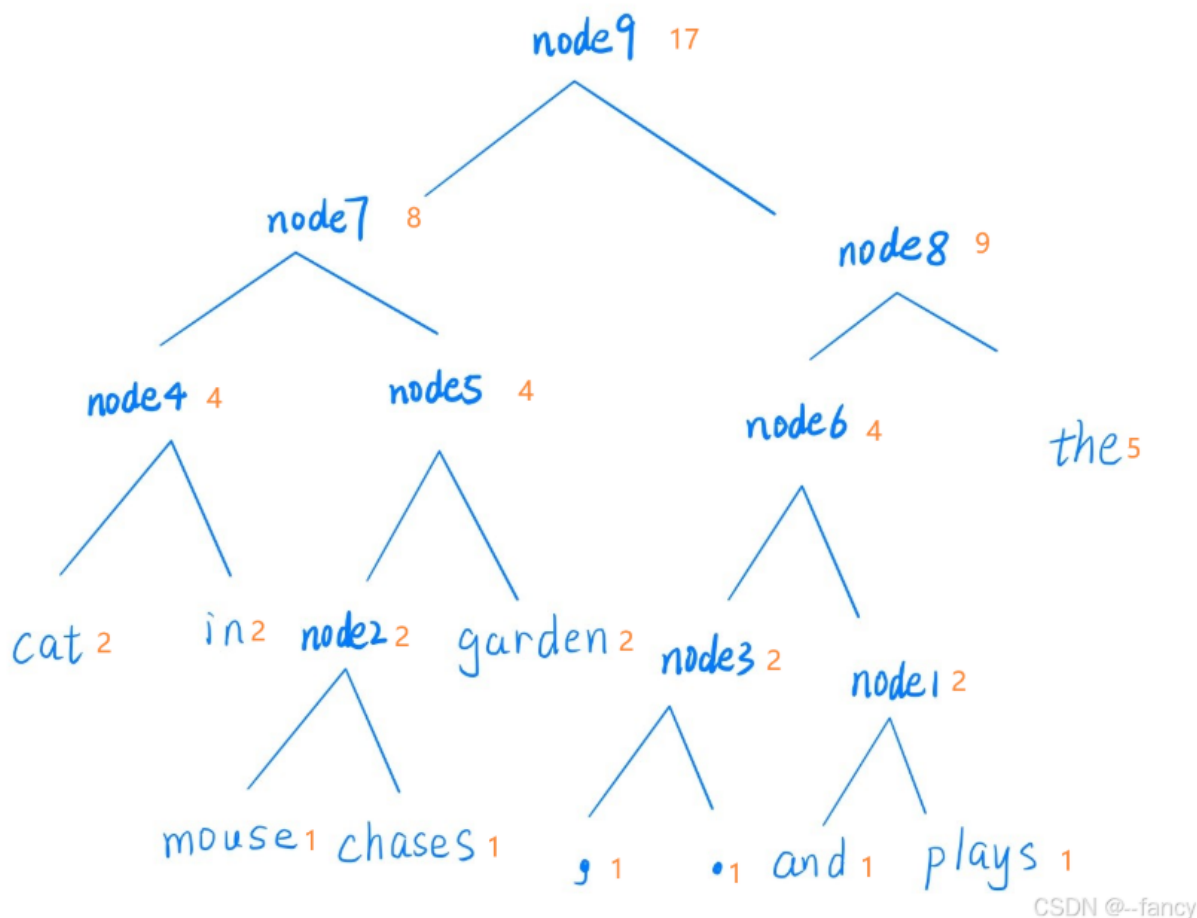 node9 17
node7 8
node8 9
node4 4
node5 4
node6 4
the 5
cat 2
in 2
node2 2
garden 2
node3 2
node1 2
mouse 1
chases 1
, 1
. 1
and 1
plays 1
CSDN @--fancy